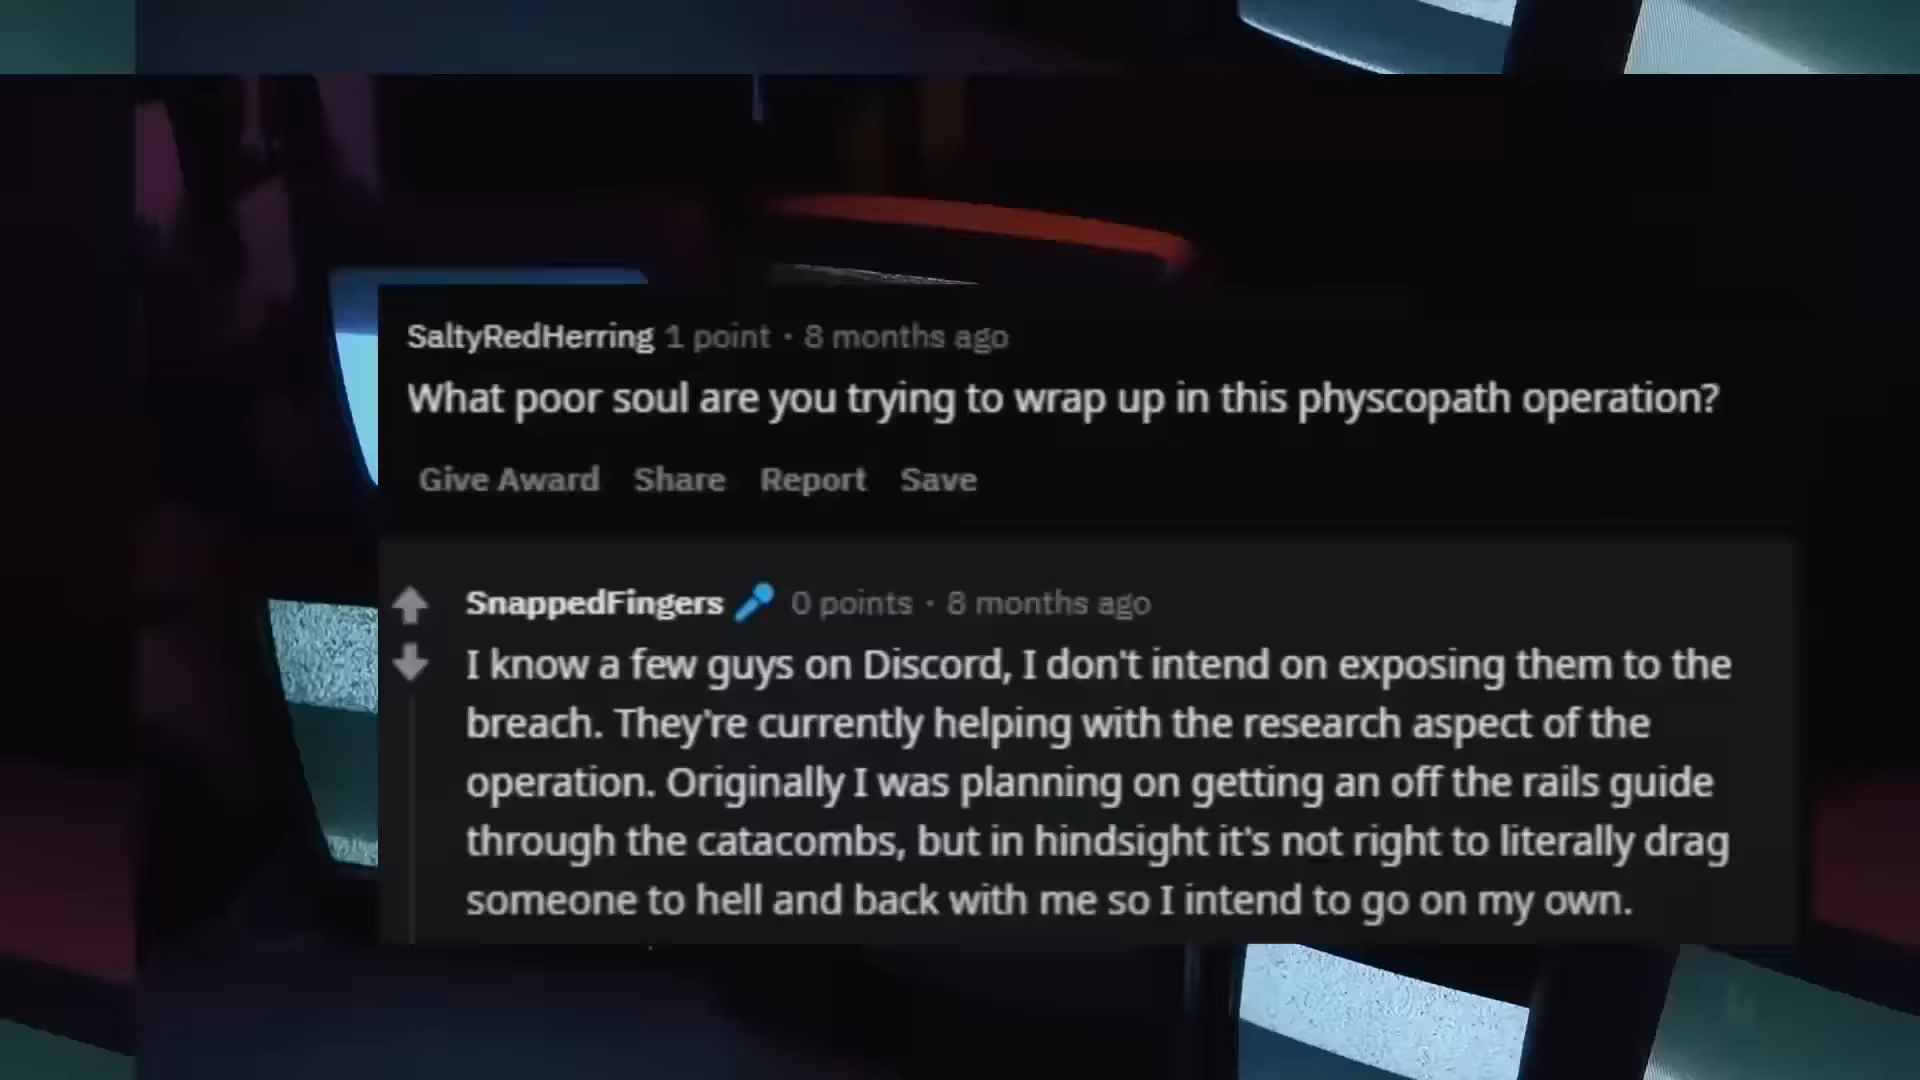 SaltyRedHerring 1 point · 8 months ago
What poor soul are you trying to wrap up in this physcopath operation?
Give Award Share Report Save
SnappedFingers 0 points · 8 months ago
I know a few guys on Discord, I don't intend on exposing them to the
breach. They're currently helping with the research aspect of the
operation. Originally I was planning on getting an off the rails guide
through the catacombs, but in hindsight it's not right to literally drag
someone to hell and back with me so I intend to go on my own.